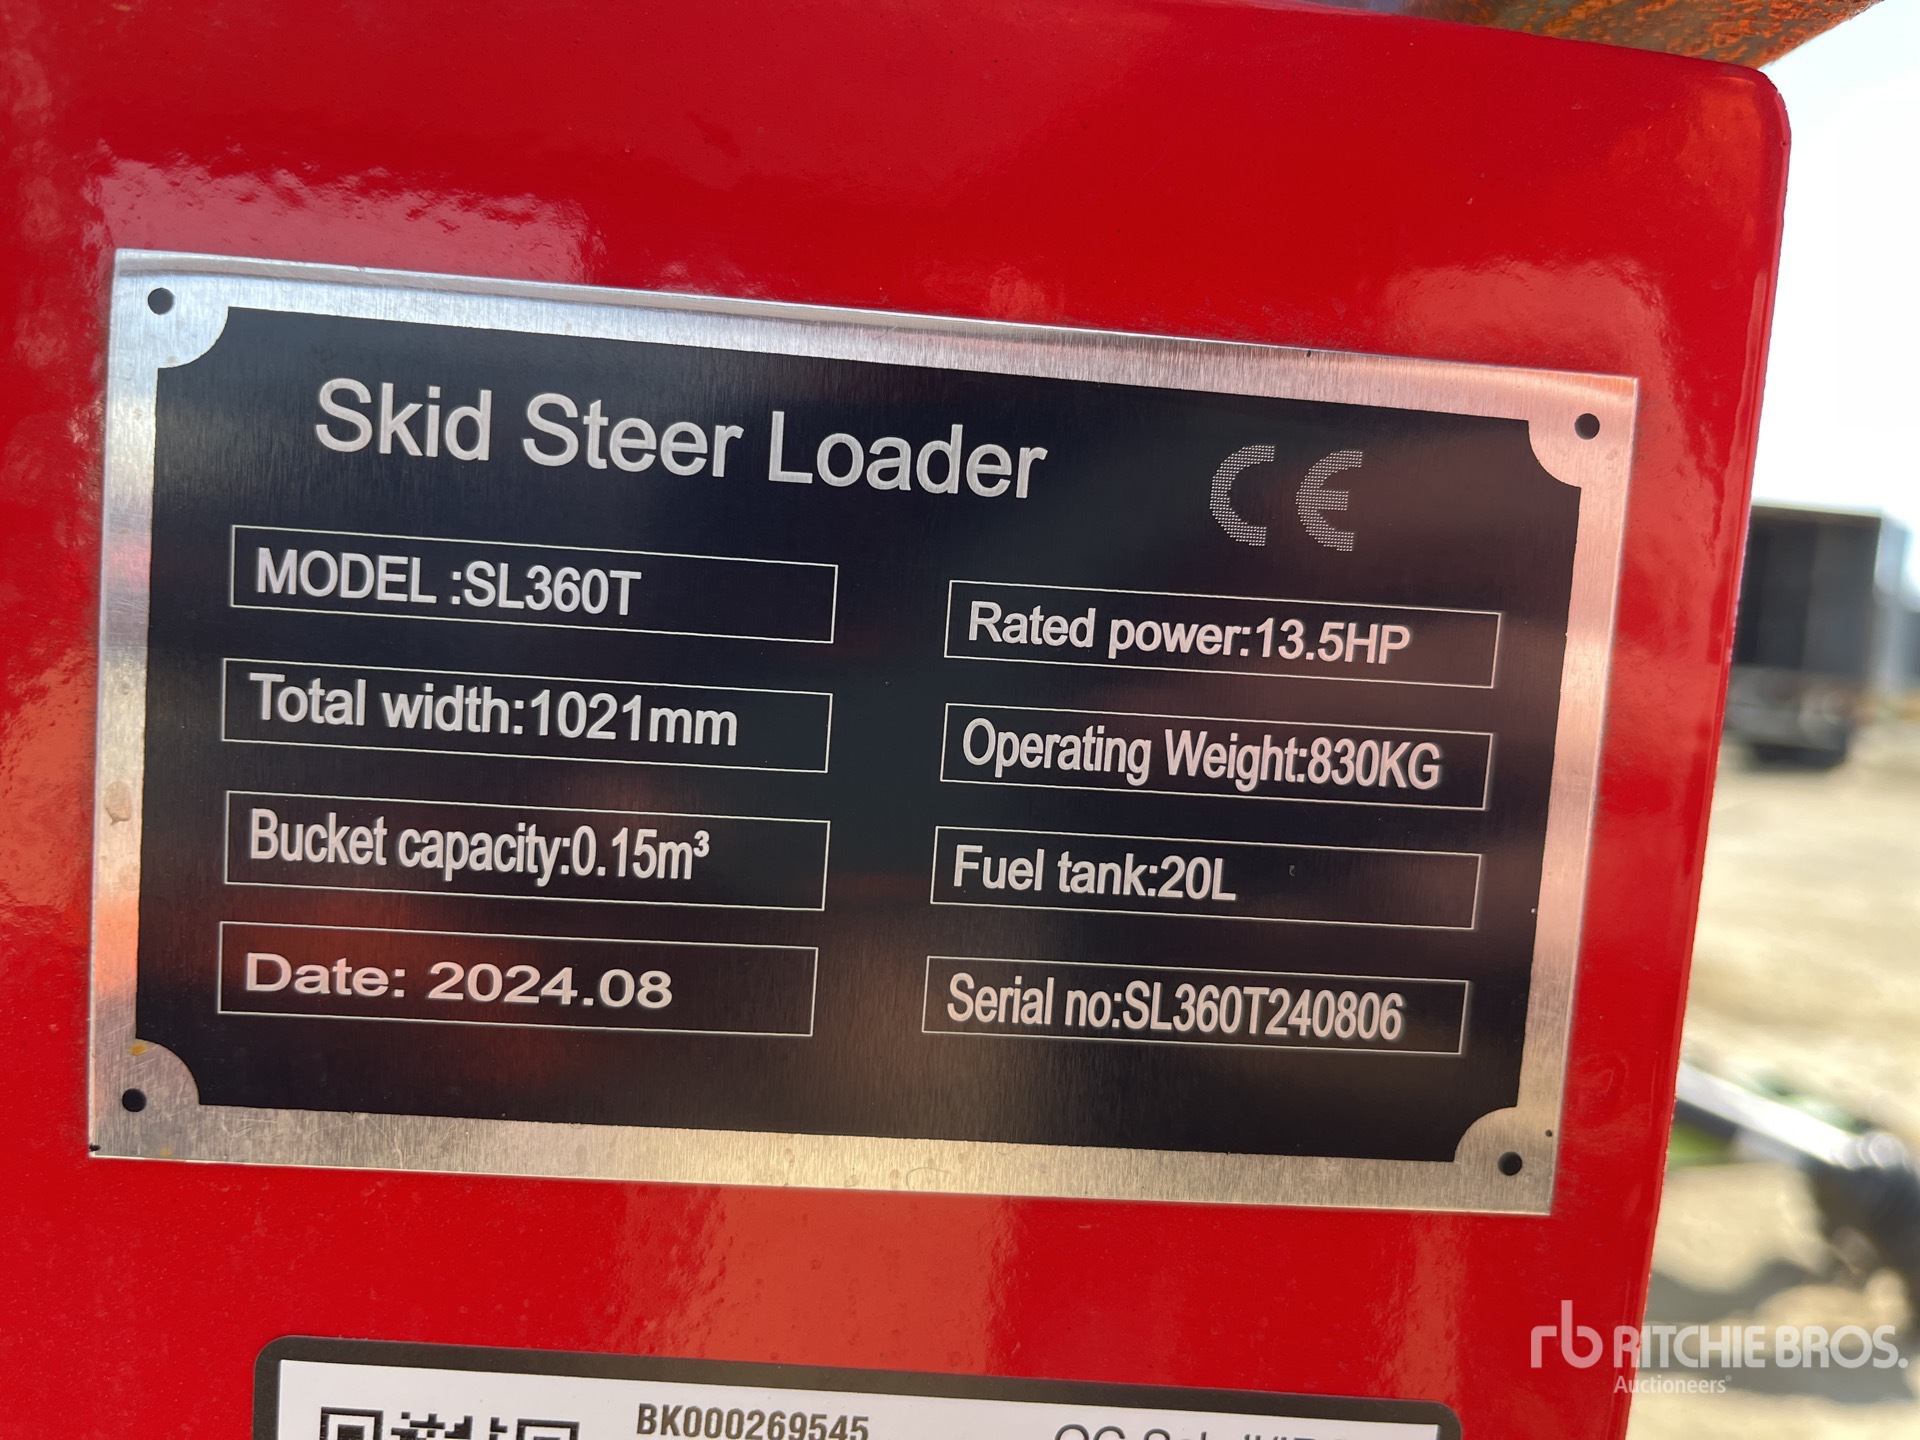 Skid Steer Loader
CE
MODEL :SL360T
Rated power:13.5HP
Total width:1021mm
Operating Weight:830KG
Bucket capacity:0.15m³
Fuel tank:20L
Date: 2024.08
Serial no:SL360T240806
rb RITCHIE BROS.
Auctioneers
BK000269545